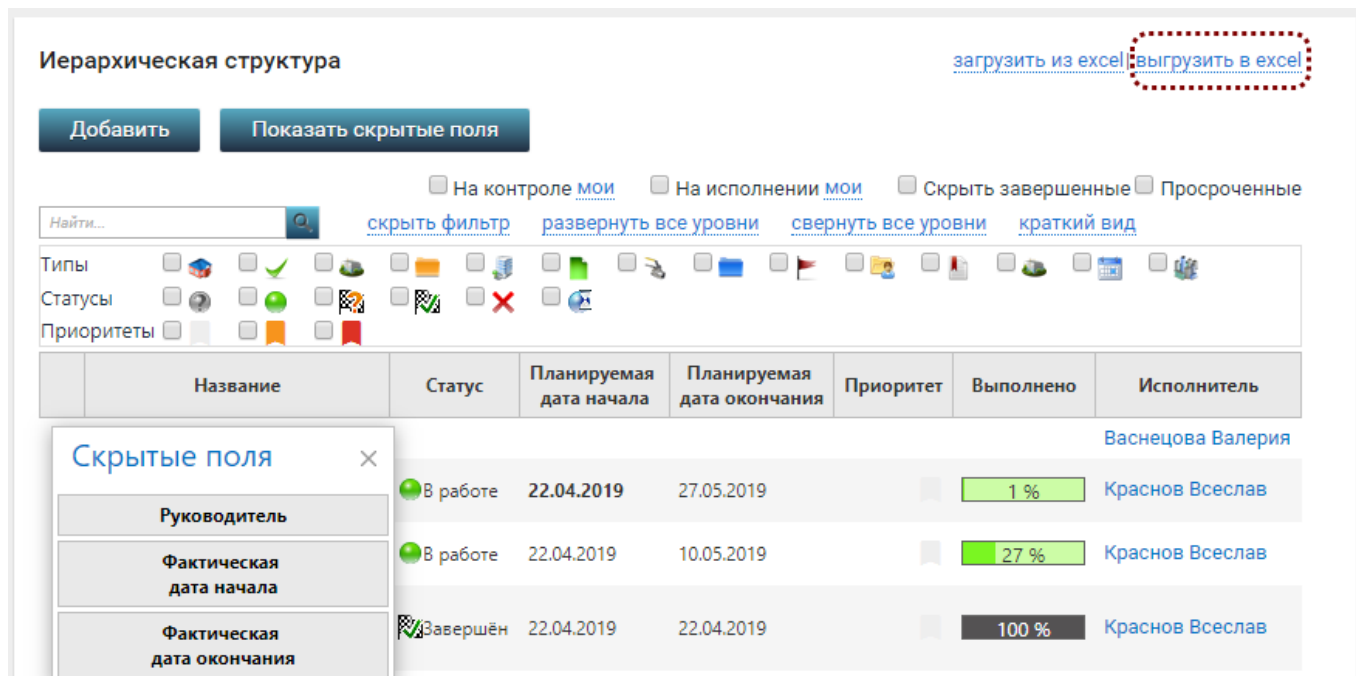 Иерархическая структура
загрузить из excel| выгрузить в excel
Добавить
Показать скрытые поля
На контроле мои На исполнении мои Скрыть завершенные Просроченные
Найти...
скрыть фильтр развернуть все уровни свернуть все уровни краткий вид
Типы
Статусы
Приоритеты
Название
Статус
Планируемая
дата начала
Планируемая
дата окончания
Приоритет
Выполнено
Исполнитель
Васнецова Валерия
Скрытые поля ×
Руководитель
Фактическая
дата начала
Фактическая
дата окончания
В работе 22.04.2019 27.05.2019 1 % Краснов Всеслав
В работе 22.04.2019 10.05.2019 27 % Краснов Всеслав
Завершён 22.04.2019 22.04.2019 100 % Краснов Всеслав